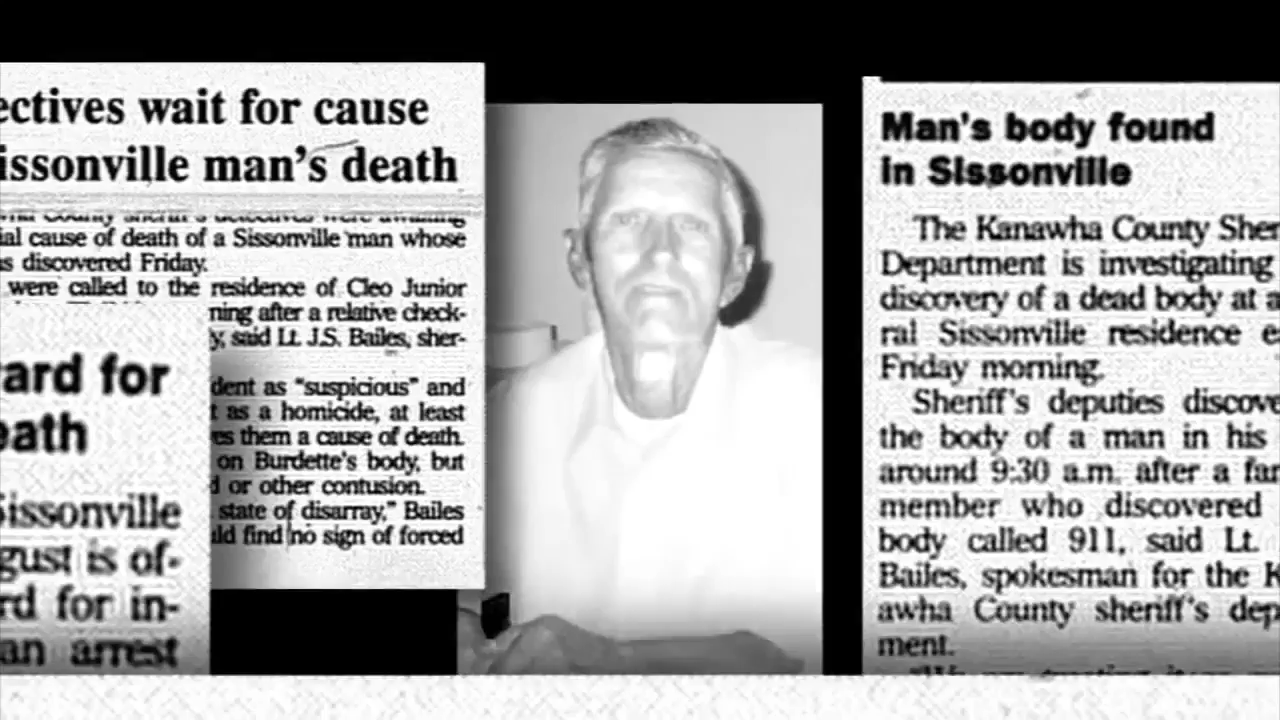 ectives wait for cause
issonville man's death
ial cause of death of a Sissonville man whose
s discovered Friday.
were called to the residence of Cleo Junior
ning after a relative check-
y, said Lt. J.S. Bailes, sher-
dent as “suspicious” and
t as a homicide, at least
es them a cause of death.
on Burdette's body, but
d or other contusion.
state of disarray,” Bailes
ld find no sign of forced
ard for
eath
Sissonville
gust is of-
rd for in-
an arrest
Man's body found
in Sissonville
The Kanawha County Sher
Department is investigating
discovery of a dead body at a
ral Sissonville residence e
Friday morning.
Sheriff's deputies discove
the body of a man in his
around 9:30 a.m. after a fa
member who discovered
body called 911, said Lt.
Bailes, spokesman for the K
awha County sheriff's dep
ment.